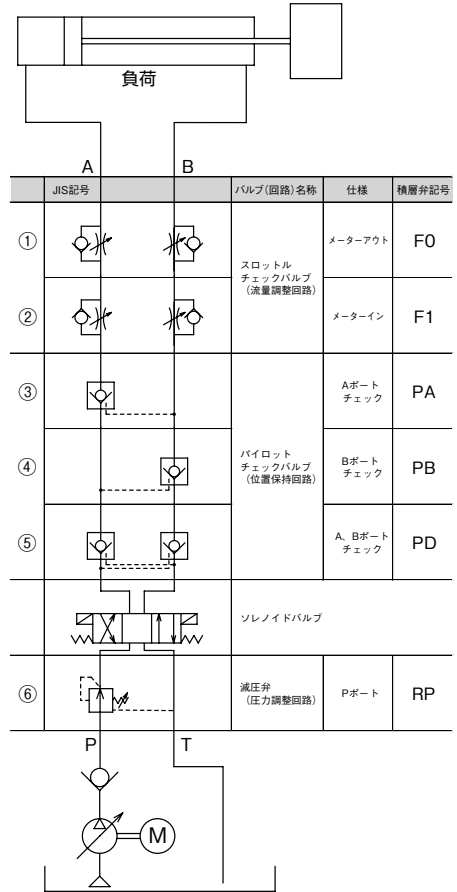 負荷
A B
JIS記号 バルブ(回路)名称 仕様 積層弁記号
① メーターアウト F0
スロットル
チェックバルブ
(流量調整回路)
② メーターイン F1
③ Aポート
チェック PA
④ パイロット
チェックバルブ
(位置保持回路)
Bポート
チェック PB
⑤ A、Bポート
チェック PD
ソレノイドバルブ
⑥ 減圧弁
(圧力調整回路) Pポート RP
P T
M